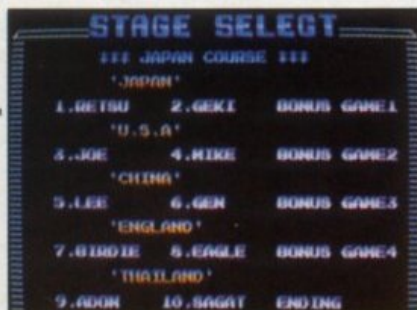 STAGE SELECT
‡‡‡ JAPAN COURSE ‡‡‡
'JAPAN'
1.RETSU 2.GEKI BONUS GAME1
'U.S.A'
3.JOE 4.MIKE BONUS GAME2
'CHINA'
5.LEE 6.GEN BONUS GAME3
'ENGLAND'
7.BIRDIE 8.EAGLE BONUS GAME4
'THAILAND'
9.ADON 10.SAGAT ENDING